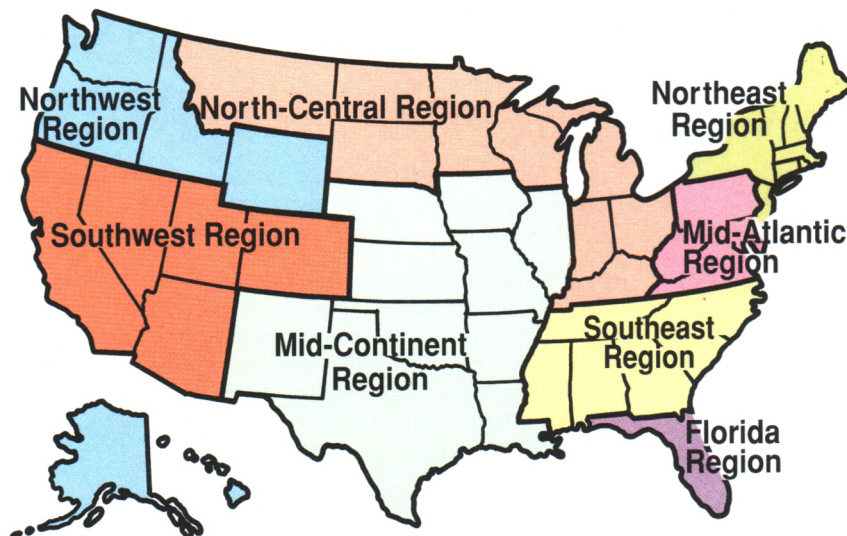 Northwest
Region
North-Central Region
Northeast
Region
Southwest Region
Mid-Atlantic
Region
Mid-Continent
Region
Southeast
Region
Florida
Region